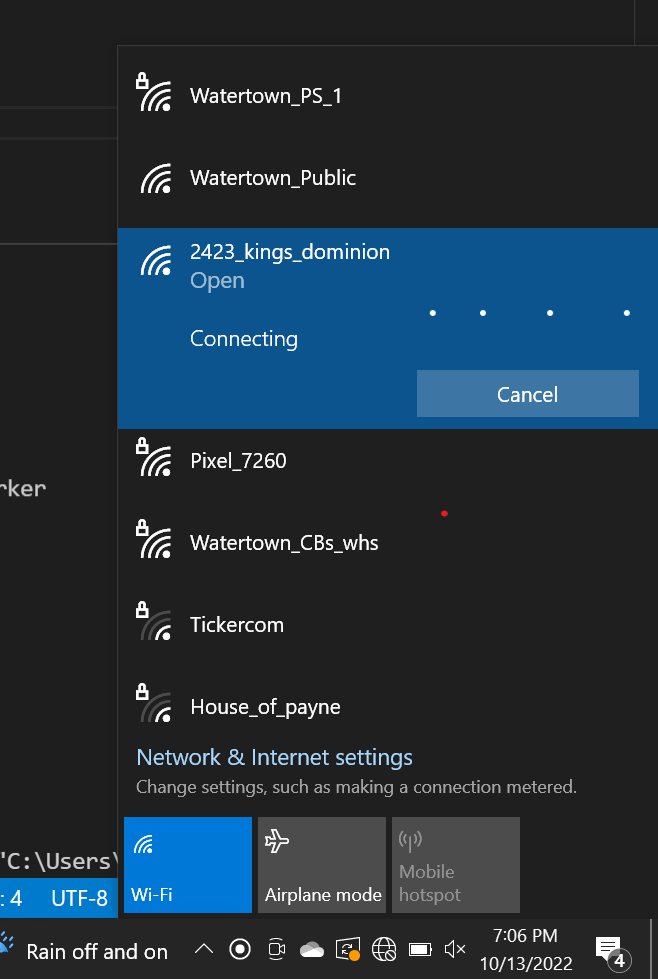 Watertown_PS_1
Watertown_Public
2423_kings_dominion
Open
Connecting
Cancel
Pixel_7260
rker
Watertown_CBs_whs
Tickercom
House_of_payne
Network & Internet settings
Change settings, such as making a connection metered.
"C:\Users\
: 4 UTF-8
Wi-Fi
Airplane mode
Mobile
hotspot
Rain off and on
7:06 PM
10/13/2022
4